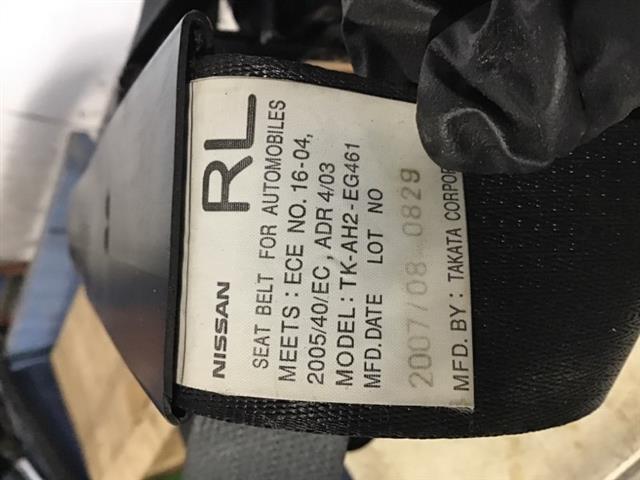 NISSAN RL
SEAT BELT FOR AUTOMOBILES
MEETS : ECE NO. 16-04,
2005/40/EC, ADR 4/03
MODEL : TK-AH2-EG461
MFD.DATE LOT NO
2007/08 0829
MFD. BY : TAKATA CORPOR